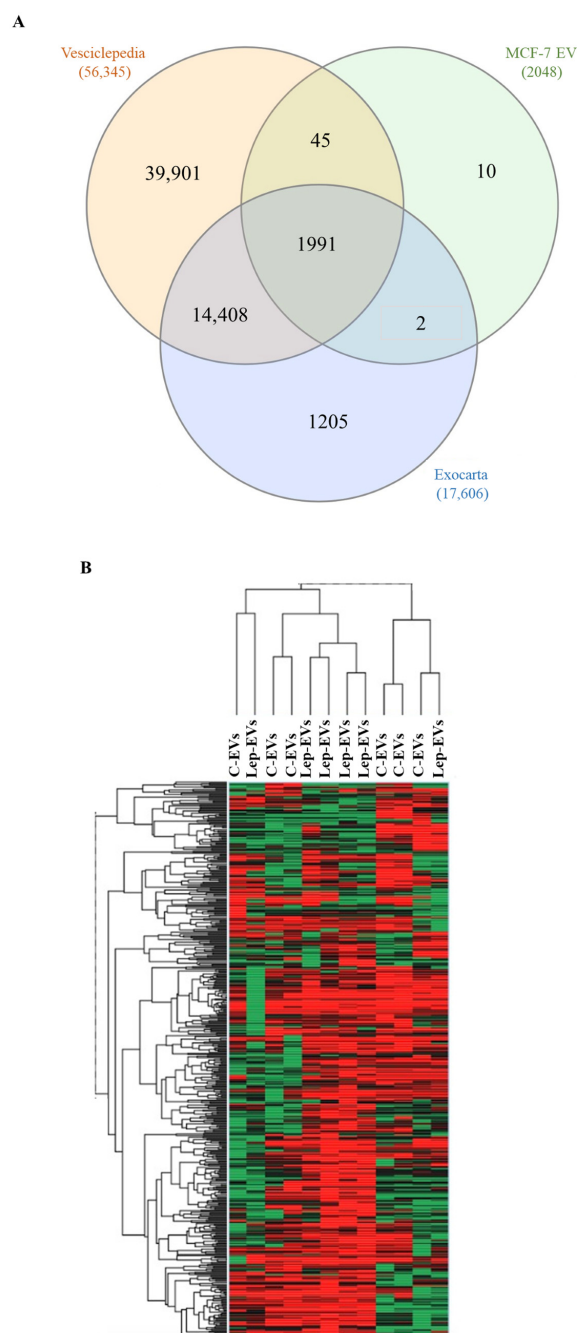 A
Vesciclepedia
(56,345)
MCF-7 EV
(2048)
45
39,901
10
1991
14,408
2
1205
Exocarta
(17,606)
B
C-EVs
Lep-EVs
C-EVs
C-EVs
Lep-EVs
Lep-EVs
Lep-EVs
Lep-EVs
C-EVs
C-EVs
C-EVs
Lep-EVs